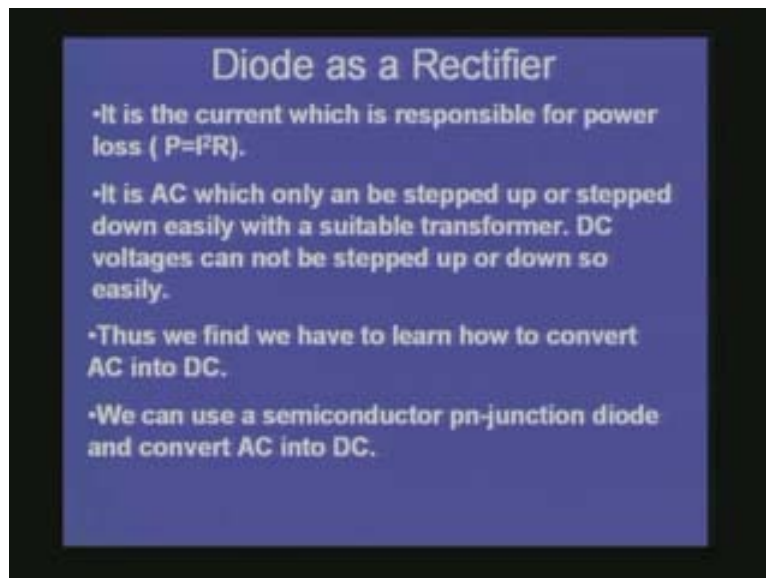 Diode as a Rectifier
•It is the current which is responsible for power
loss ( P=I²R).
•It is AC which only an be stepped up or stepped
down easily with a suitable transformer. DC
voltages can not be stepped up or down so
easily.
•Thus we find we have to learn how to convert
AC into DC.
•We can use a semiconductor pn-junction diode
and convert AC into DC.